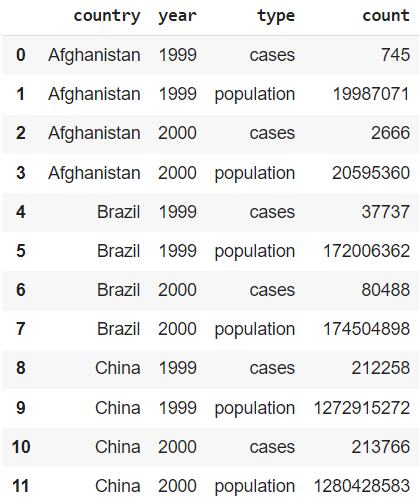 country year type count
0 Afghanistan 1999 cases 745
1 Afghanistan 1999 population 19987071
2 Afghanistan 2000 cases 2666
3 Afghanistan 2000 population 20595360
4 Brazil 1999 cases 37737
5 Brazil 1999 population 172006362
6 Brazil 2000 cases 80488
7 Brazil 2000 population 174504898
8 China 1999 cases 212258
9 China 1999 population 1272915272
10 China 2000 cases 213766
11 China 2000 population 1280428583